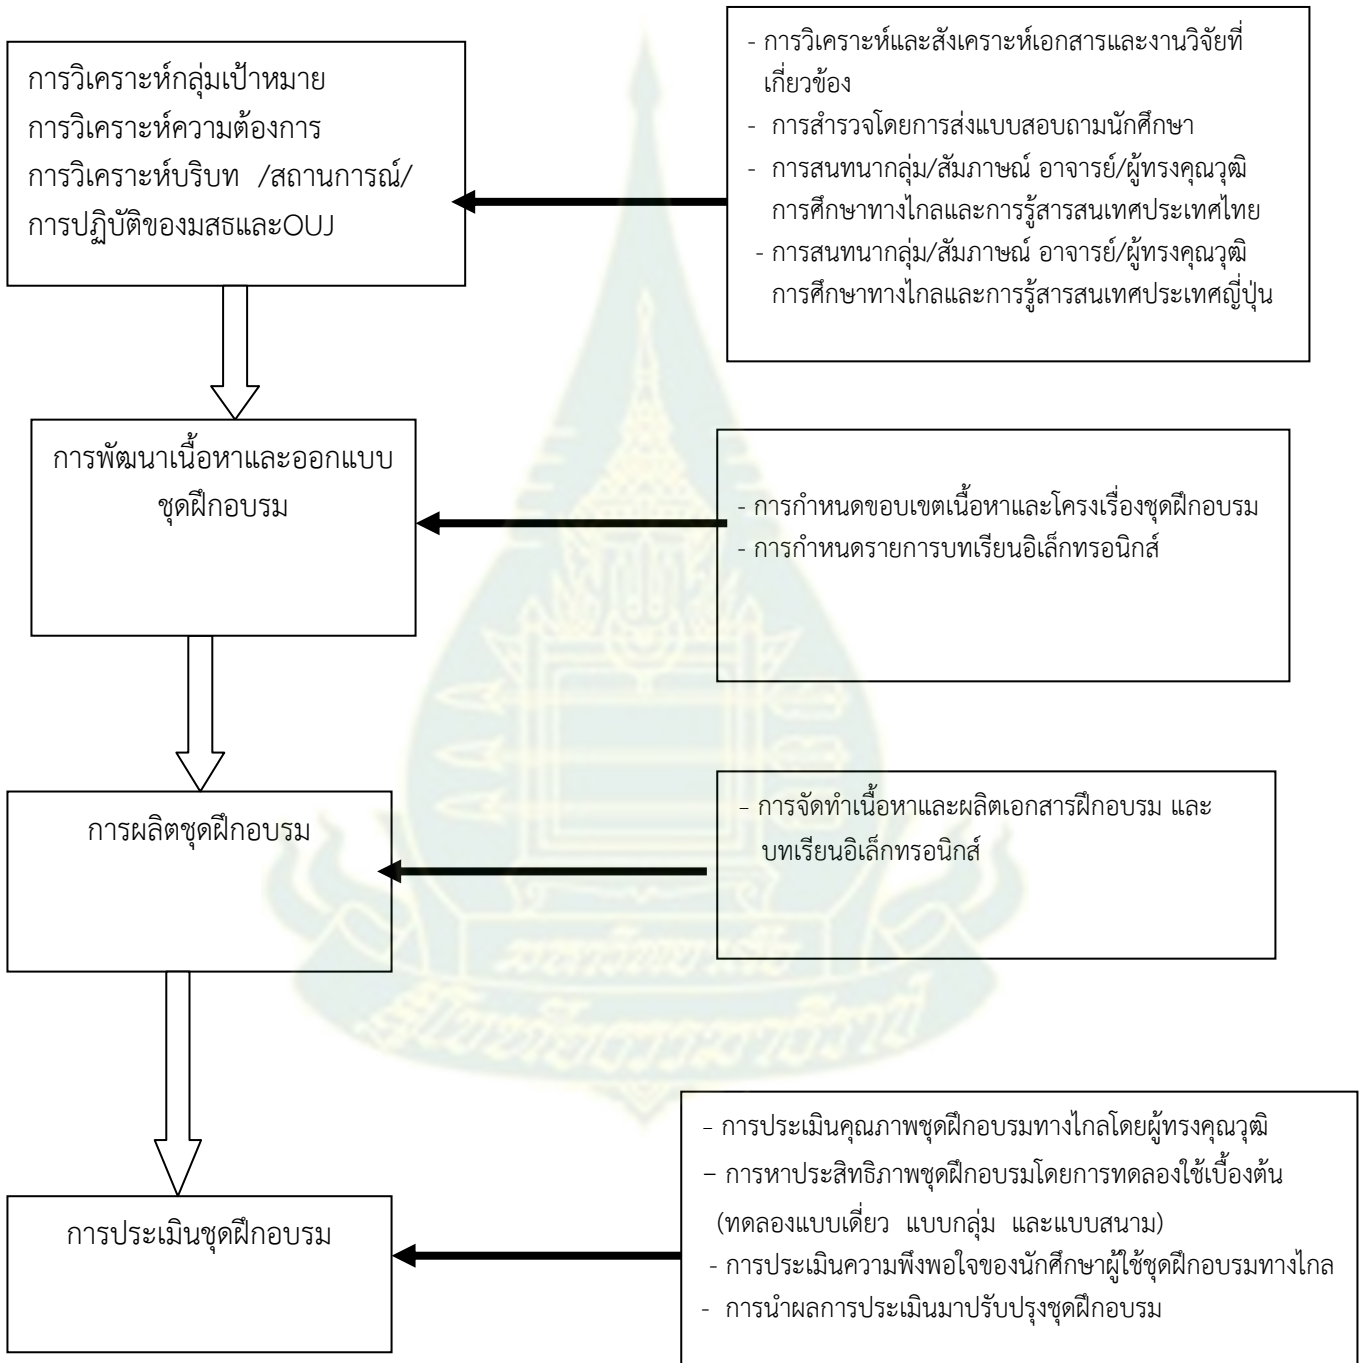 การวิเคราะห์กลุ่มเป้าหมาย
การวิเคราะห์ความต้องการ
การวิเคราะห์บริบท /สถานการณ์/
การปฏิบัติของมสธและOUJ
- การวิเคราะห์และสังเคราะห์เอกสารและงานวิจัยที่
เกี่ยวข้อง
- การสำรวจโดยการส่งแบบสอบถามนักศึกษา
- การสนทนากลุ่ม/สัมภาษณ์ อาจารย์/ผู้ทรงคุณวุฒิ
การศึกษาทางไกลและการรู้สารสนเทศประเทศไทย
- การสนทนากลุ่ม/สัมภาษณ์ อาจารย์/ผู้ทรงคุณวุฒิ
การศึกษาทางไกลและการรู้สารสนเทศประเทศญี่ปุ่น
การพัฒนาเนื้อหาและออกแบบ
ชุดฝึกอบรม
- การกำหนดขอบเขตเนื้อหาและโครงเรื่องชุดฝึกอบรม
- การกำหนดรายการบทเรียนอิเล็กทรอนิกส์
การผลิตชุดฝึกอบรม
- การจัดทำเนื้อหาและผลิตเอกสารฝึกอบรม และ
บทเรียนอิเล็กทรอนิกส์
การประเมินชุดฝึกอบรม
- การประเมินคุณภาพชุดฝึกอบรมทางไกลโดยผู้ทรงคุณวุฒิ
– การหาประสิทธิภาพชุดฝึกอบรมโดยการทดลองใช้เบื้องต้น
(ทดลองแบบเดี่ยว แบบกลุ่ม และแบบสนาม)
- การประเมินความพึงพอใจของนักศึกษาผู้ใช้ชุดฝึกอบรมทางไกล
- การนำผลการประเมินมาปรับปรุงชุดฝึกอบรม
สุโขทัยธรรมาธิราช